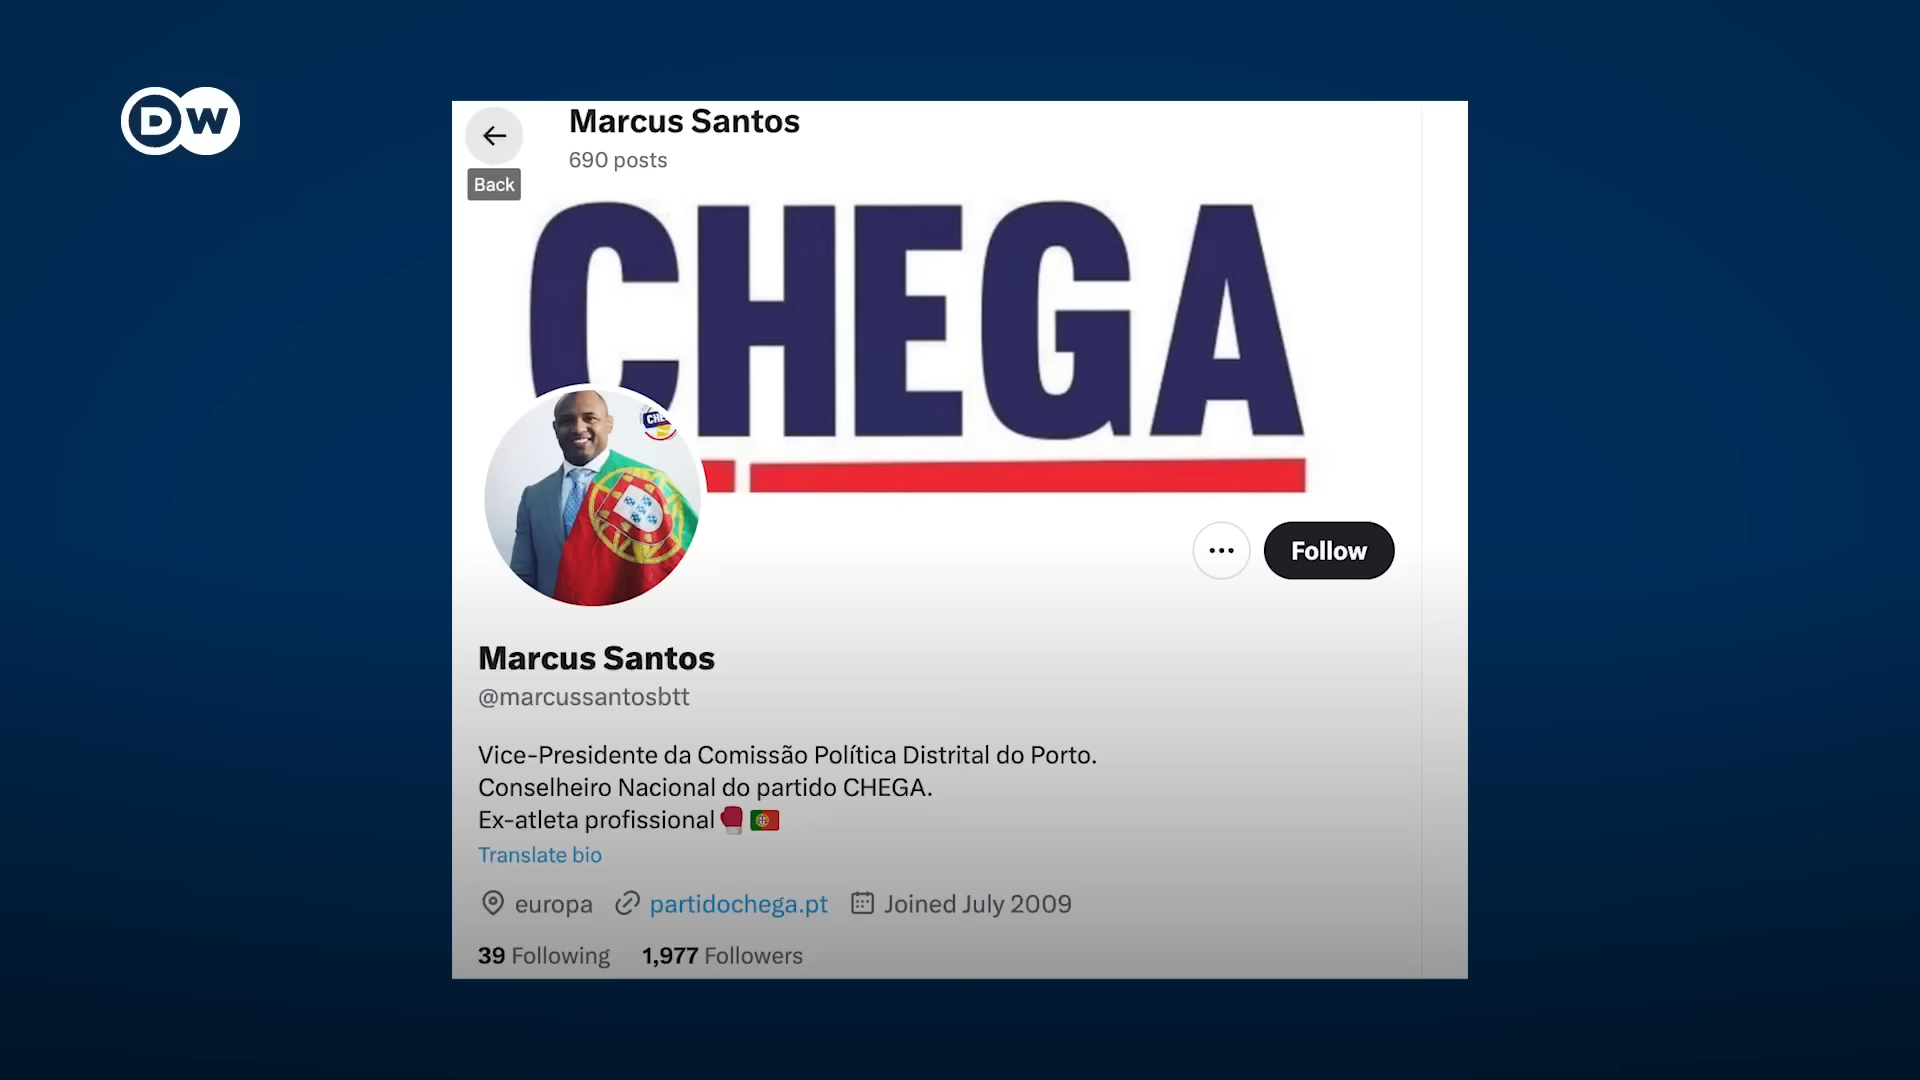 DW
Marcus Santos
690 posts
Back
CHEGA
Follow
Marcus Santos
@marcussantosbtt
Vice-Presidente da Comissão Política Distrital do Porto.
Conselheiro Nacional do partido CHEGA.
Ex-atleta profissional🥊🇵🇹
Translate bio
europa partidochega.pt Joined July 2009
39 Following 1,977 Followers